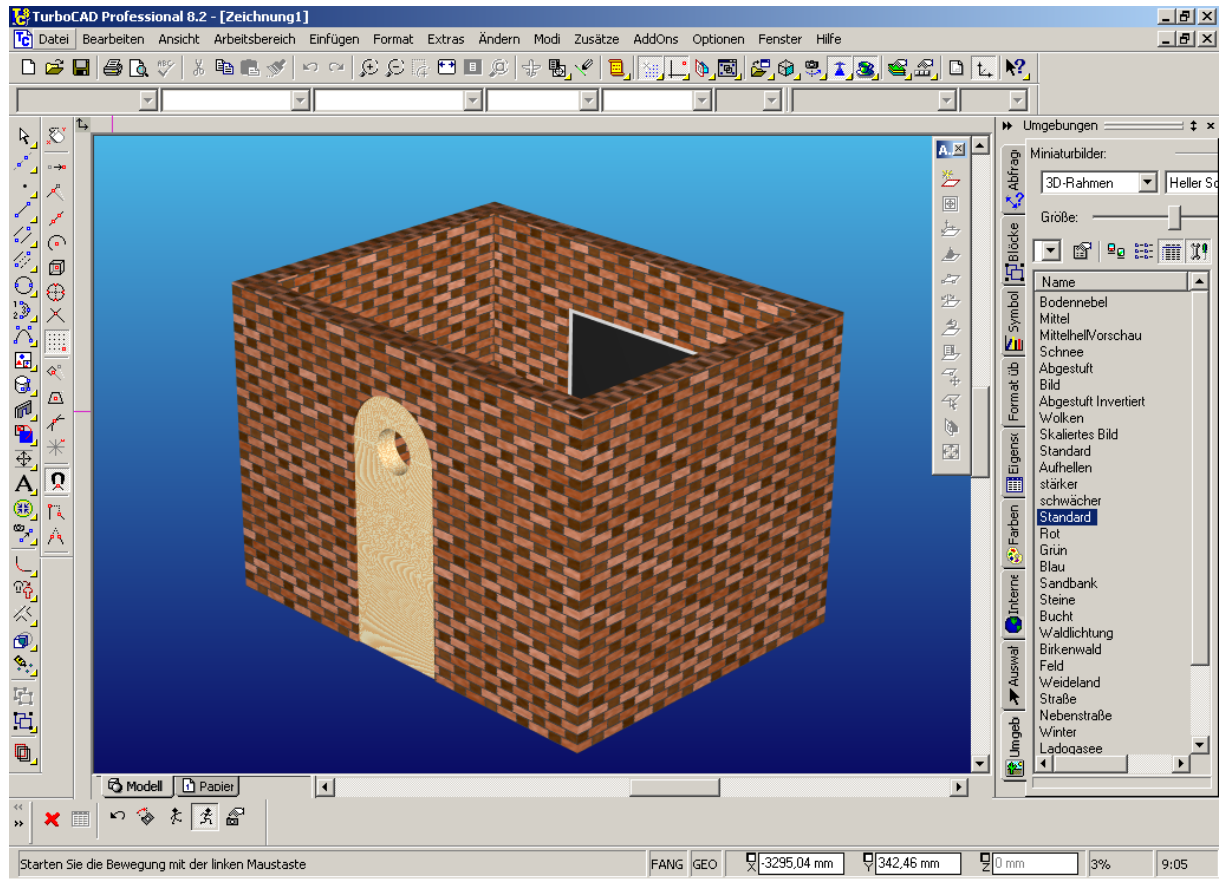 TurboCAD Professional 8.2 - [Zeichnung1]
Datei Bearbeiten Ansicht Arbeitsbereich Einfügen Format Extras Ändern Modi Zusätze AddOns Optionen Fenster Hilfe
Umgebungen
Miniaturbilder:
3D-Rahmen Heller Sc
Größe:
Abfrag
Blöcke
Symbol
Format üb
Eigensc
Farben
Interne
Auswah
Umgeb
Name
Bodennebel
Mittel
MittelhellVorschau
Schnee
Abgestuft
Bild
Abgestuft Invertiert
Wolken
Skaliertes Bild
Standard
Aufhellen
stärker
schwächer
Standard
Rot
Grün
Blau
Sandbank
Steine
Bucht
Waldlichtung
Birkenwald
Feld
Weideland
Straße
Nebenstraße
Winter
Ladogasee
A..
Modell Papier
Starten Sie die Bewegung mit der linken Maustaste
FANG GEO X -3295,04 mm Y 342,46 mm Z 0 mm 3% 9:05